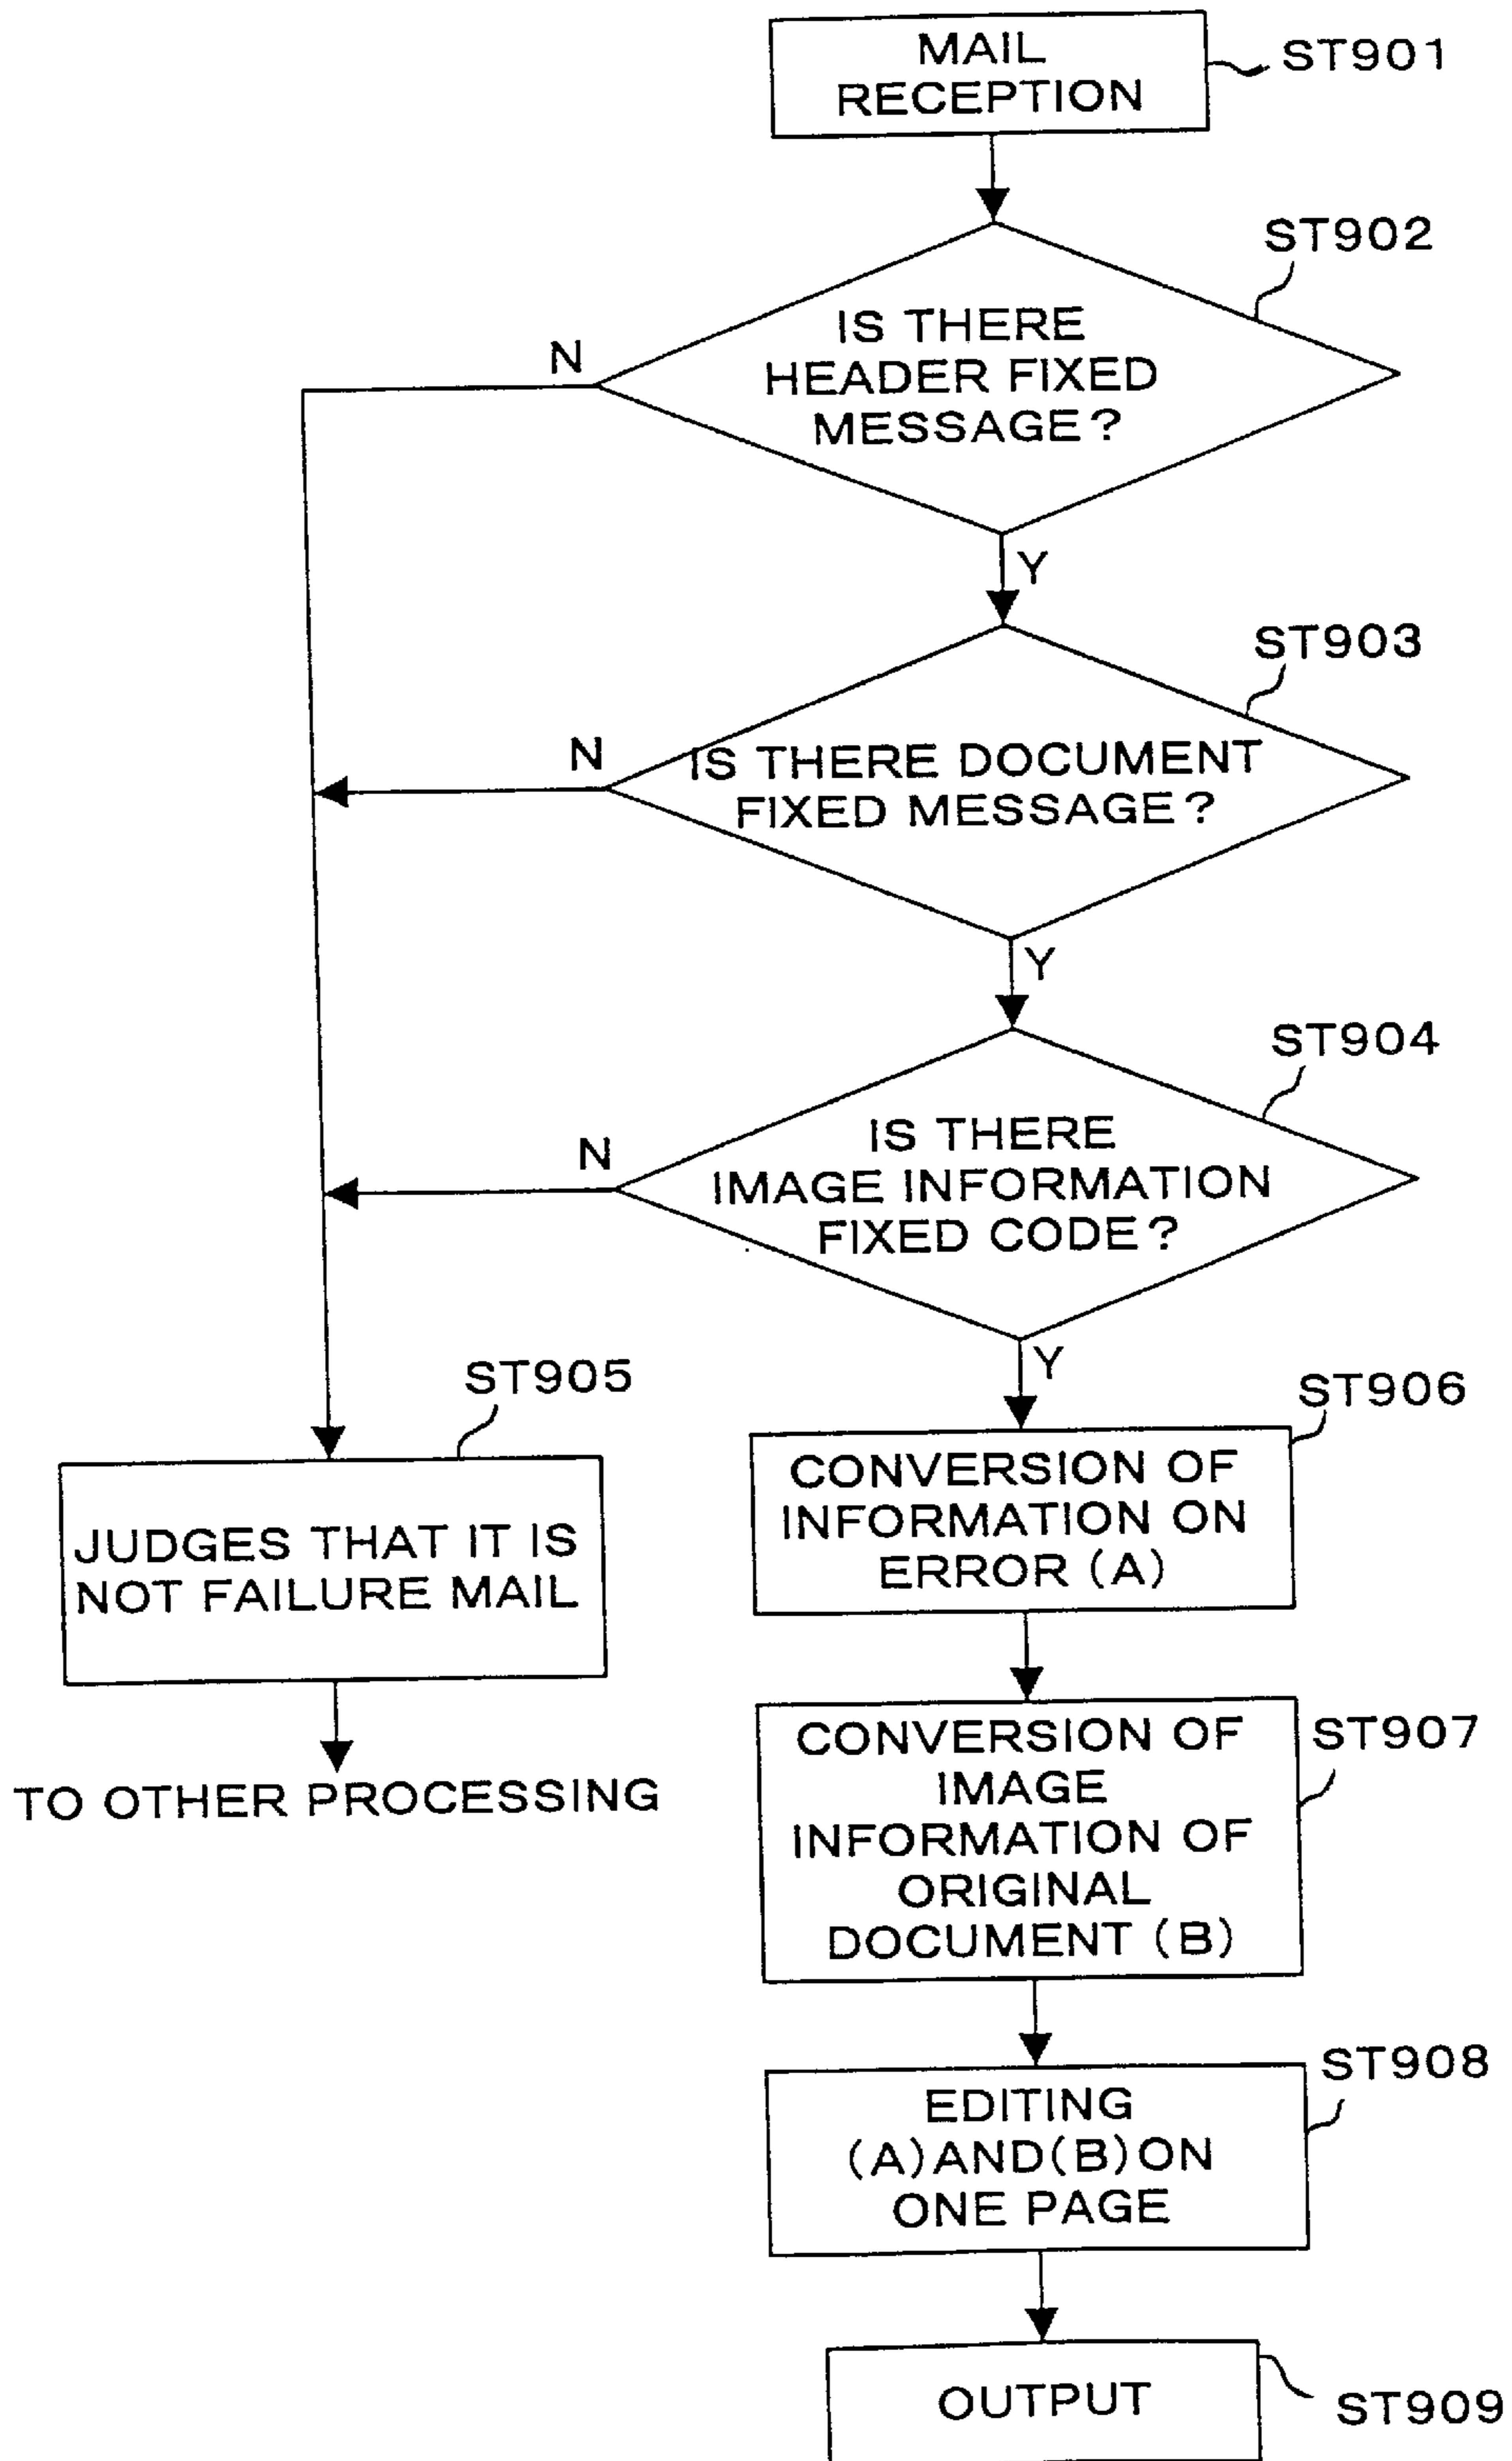 MAIL
RECEPTION
ST901
ST902
IS THERE
HEADER FIXED
MESSAGE?
N
Y
ST903
IS THERE DOCUMENT
FIXED MESSAGE?
N
Y
ST904
IS THERE
IMAGE INFORMATION
FIXED CODE?
N
Y
ST905
JUDGES THAT IT IS
NOT FAILURE MAIL
TO OTHER PROCESSING
ST906
CONVERSION OF
INFORMATION ON
ERROR (A)
ST907
CONVERSION OF
IMAGE
INFORMATION OF
ORIGINAL
DOCUMENT (B)
ST908
EDITING
(A)AND(B)ON
ONE PAGE
OUTPUT
ST909